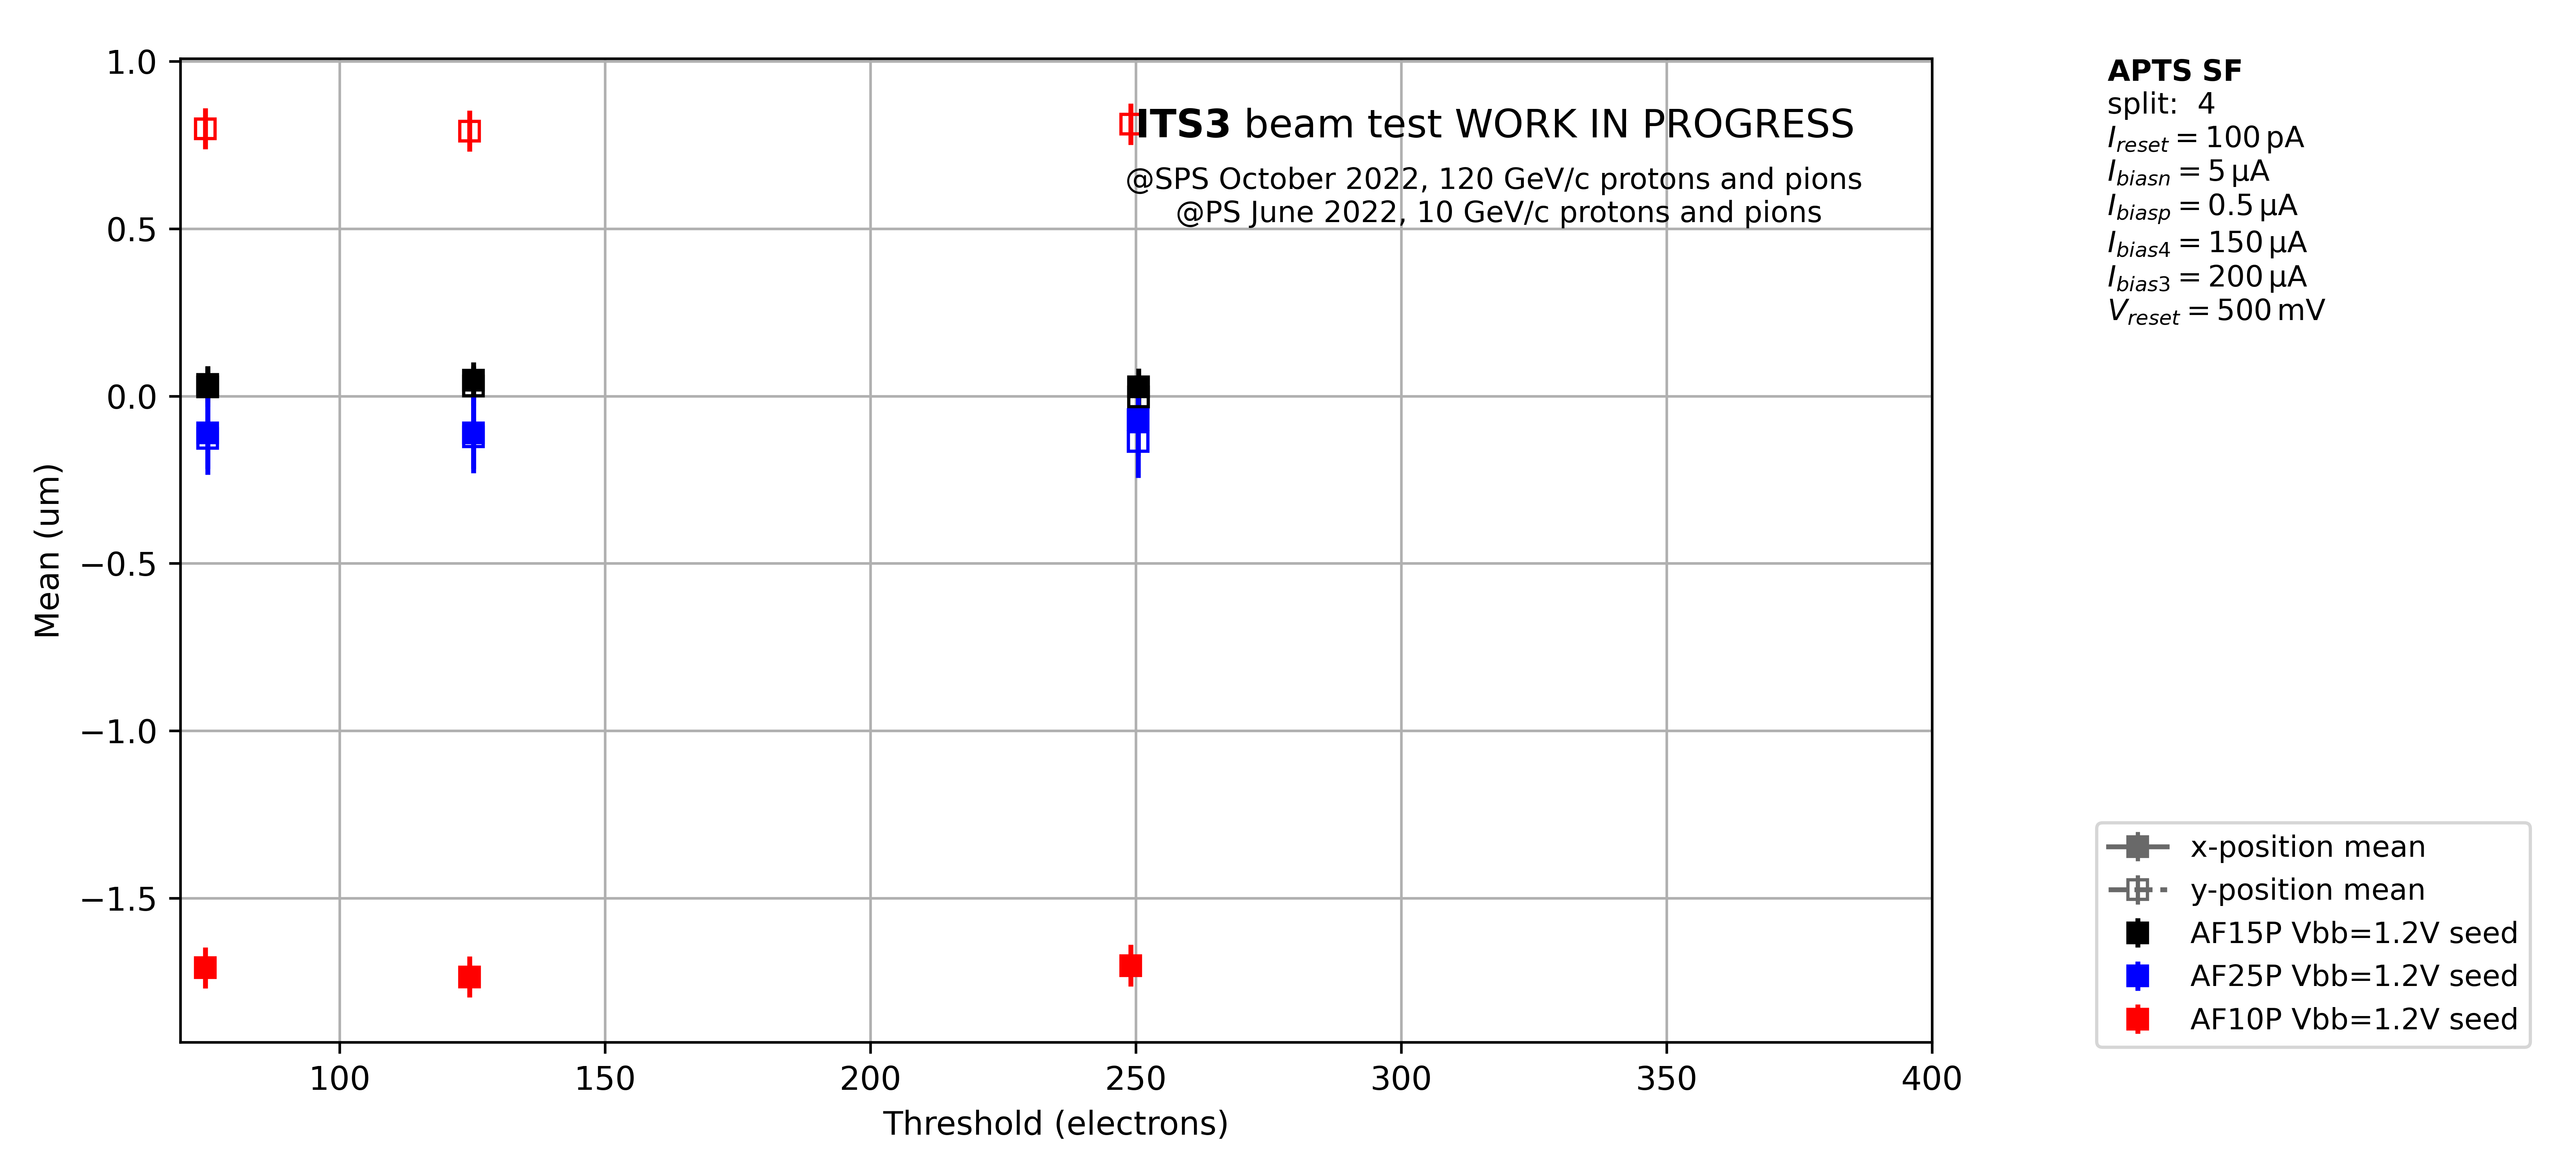 1.0
0.5
0.0
−0.5
−1.0
−1.5
Mean (um)
100 150 200 250 300 350 400
Threshold (electrons)
ITS3 beam test WORK IN PROGRESS
@SPS October 2022, 120 GeV/c protons and pions
@PS June 2022, 10 GeV/c protons and pions
APTS SF
split: 4
I_reset = 100 pA
I_biasn = 5 μA
I_biasp = 0.5 μA
I_bias4 = 150 μA
I_bias3 = 200 μA
V_reset = 500 mV
x-position mean
y-position mean
AF15P Vbb=1.2V seed
AF25P Vbb=1.2V seed
AF10P Vbb=1.2V seed